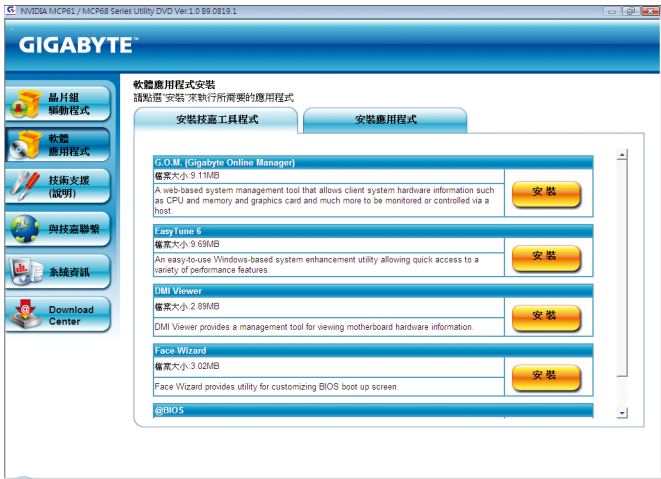 NVIDIA MCP61 / MCP68 Series Utility DVD Ver.1.0 B9.0819.1
GIGABYTE™
晶片組
驅動程式
軟體
應用程式
技術支援
(說明)
與技嘉聯繫
系統資訊
Download
Center
軟體應用程式安裝
請點選"安裝"來執行所需要的應用程式
安裝技嘉工具程式
安裝應用程式
G.O.M. (Gigabyte Online Manager)
檔案大小:9.11MB
A web-based system management tool that allows client system hardware information such
as CPU and memory and graphics card and much more to be monitored or controlled via a
host.
安裝
EasyTune 6
檔案大小:9.69MB
An easy-to-use Windows-based system enhancement utility allowing quick access to a
variety of performance features.
安裝
DMI Viewer
檔案大小:2.89MB
DMI Viewer provides a management tool for viewing motherboard hardware information.
安裝
Face-Wizard
檔案大小:3.02MB
Face Wizard provides utility for customizing BIOS boot up screen.
安裝
@BIOS